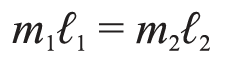 m₁ℓ₁ = m₂ℓ₂